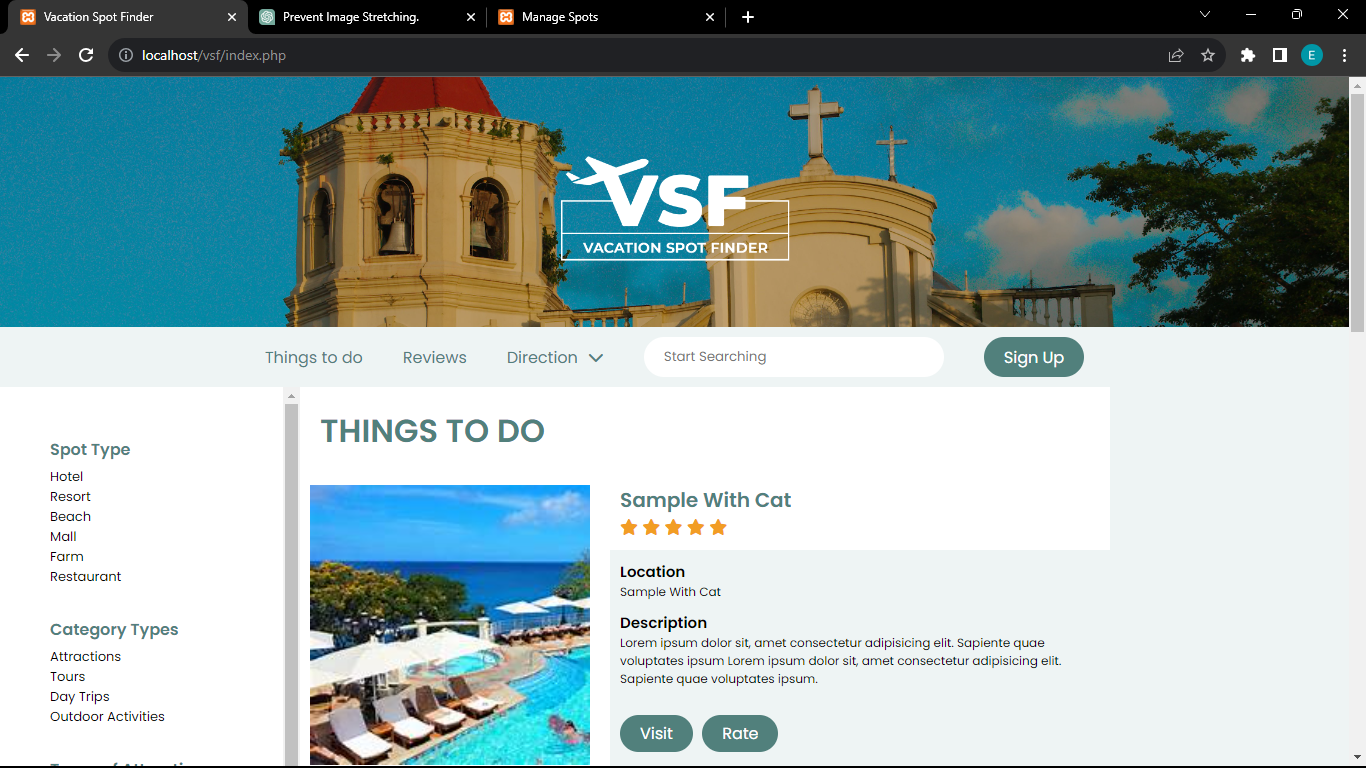 Vacation Spot Finder
Prevent Image Stretching.
Manage Spots
localhost/vsf/index.php
E
VSF
VACATION SPOT FINDER
Things to do
Reviews
Direction
Start Searching
Sign Up
Spot Type
Hotel
Resort
Beach
Mall
Farm
Restaurant
Category Types
Attractions
Tours
Day Trips
Outdoor Activities
THINGS TO DO
Sample With Cat
Location
Sample With Cat
Description
Lorem ipsum dolor sit, amet consectetur adipisicing elit. Sapiente quae
voluptates ipsum Lorem ipsum dolor sit, amet consectetur adipisicing elit.
Sapiente quae voluptates ipsum.
Visit
Rate